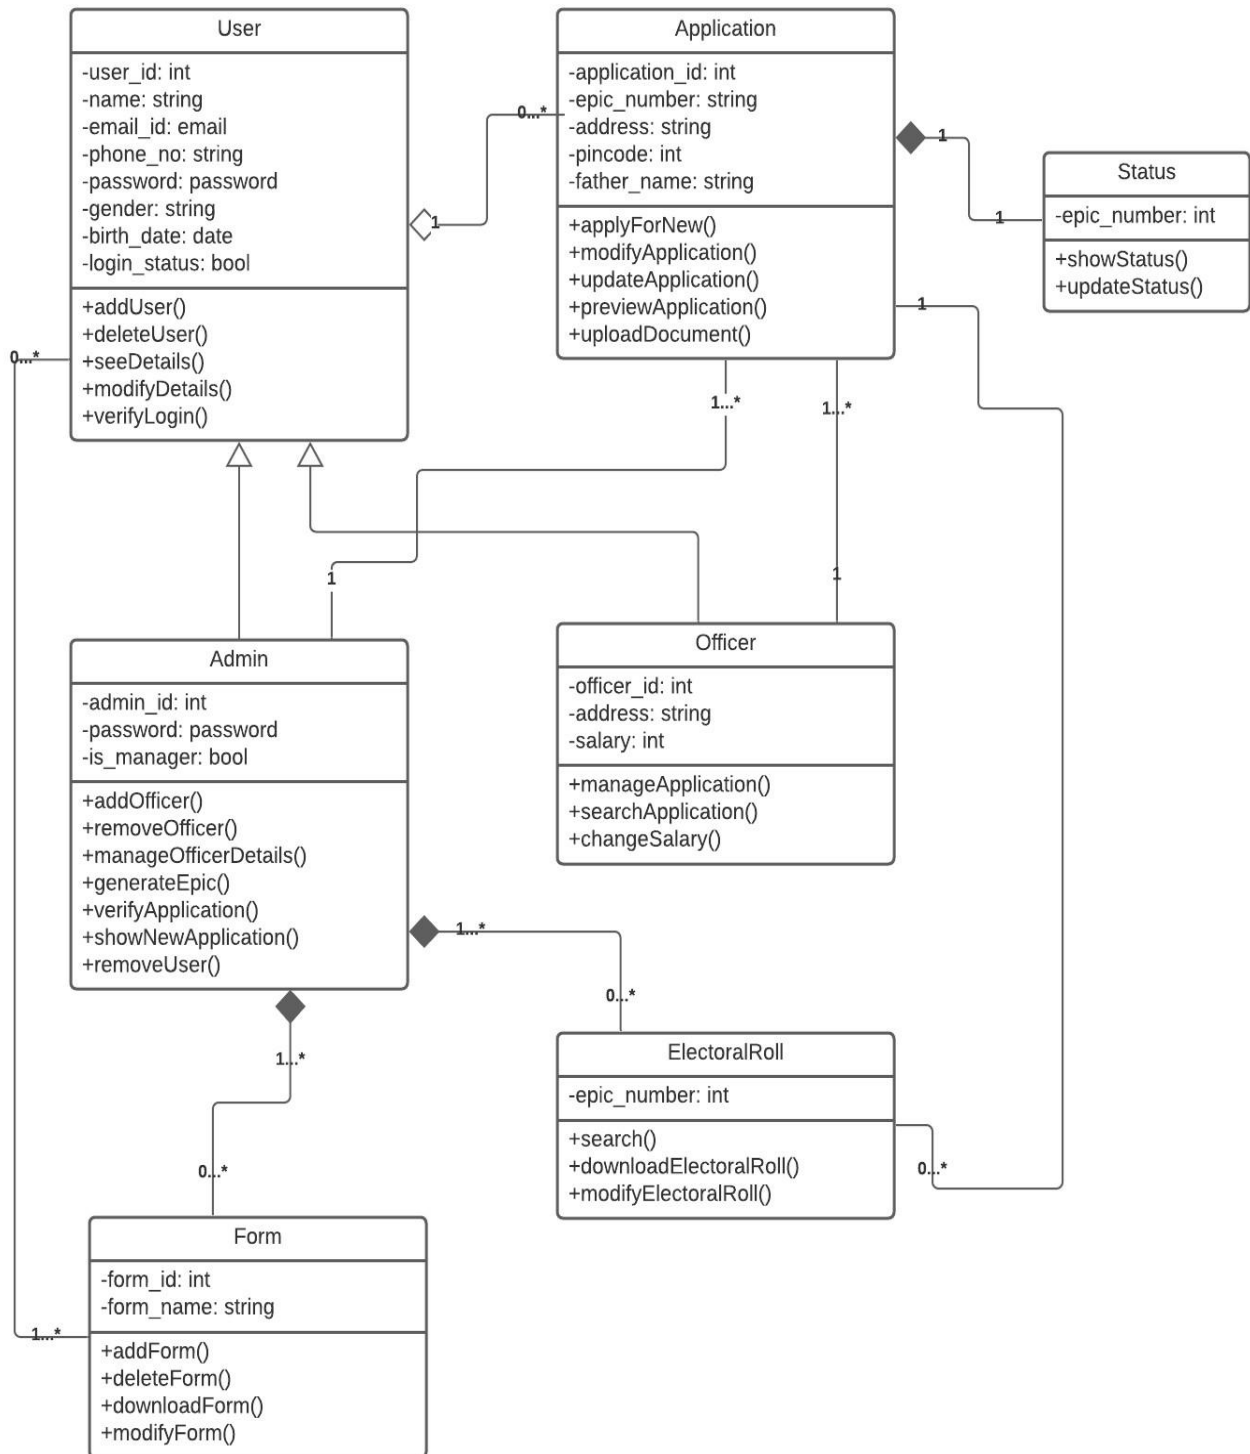 User
-user_id: int
-name: string
-email_id: email
-phone_no: string
-password: password
-gender: string
-birth_date: date
-login_status: bool
+addUser()
+deleteUser()
+seeDetails()
+modifyDetails()
+verifyLogin()
Application
-application_id: int
-epic_number: string
-address: string
-pincode: int
-father_name: string
+applyForNew()
+modifyApplication()
+updateApplication()
+previewApplication()
+uploadDocument()
Status
-epic_number: int
+showStatus()
+updateStatus()
0...*
1
1
1
1
0...*
1...*
1...*
1
1
Admin
-admin_id: int
-password: password
-is_manager: bool
+addOfficer()
+removeOfficer()
+manageOfficerDetails()
+generateEpic()
+verifyApplication()
+showNewApplication()
+removeUser()
Officer
-officer_id: int
-address: string
-salary: int
+manageApplication()
+searchApplication()
+changeSalary()
1...*
0...*
1...*
0...*
ElectoralRoll
-epic_number: int
+search()
+downloadElectoralRoll()
+modifyElectoralRoll()
0...*
Form
-form_id: int
-form_name: string
+addForm()
+deleteForm()
+downloadForm()
+modifyForm()
1...*